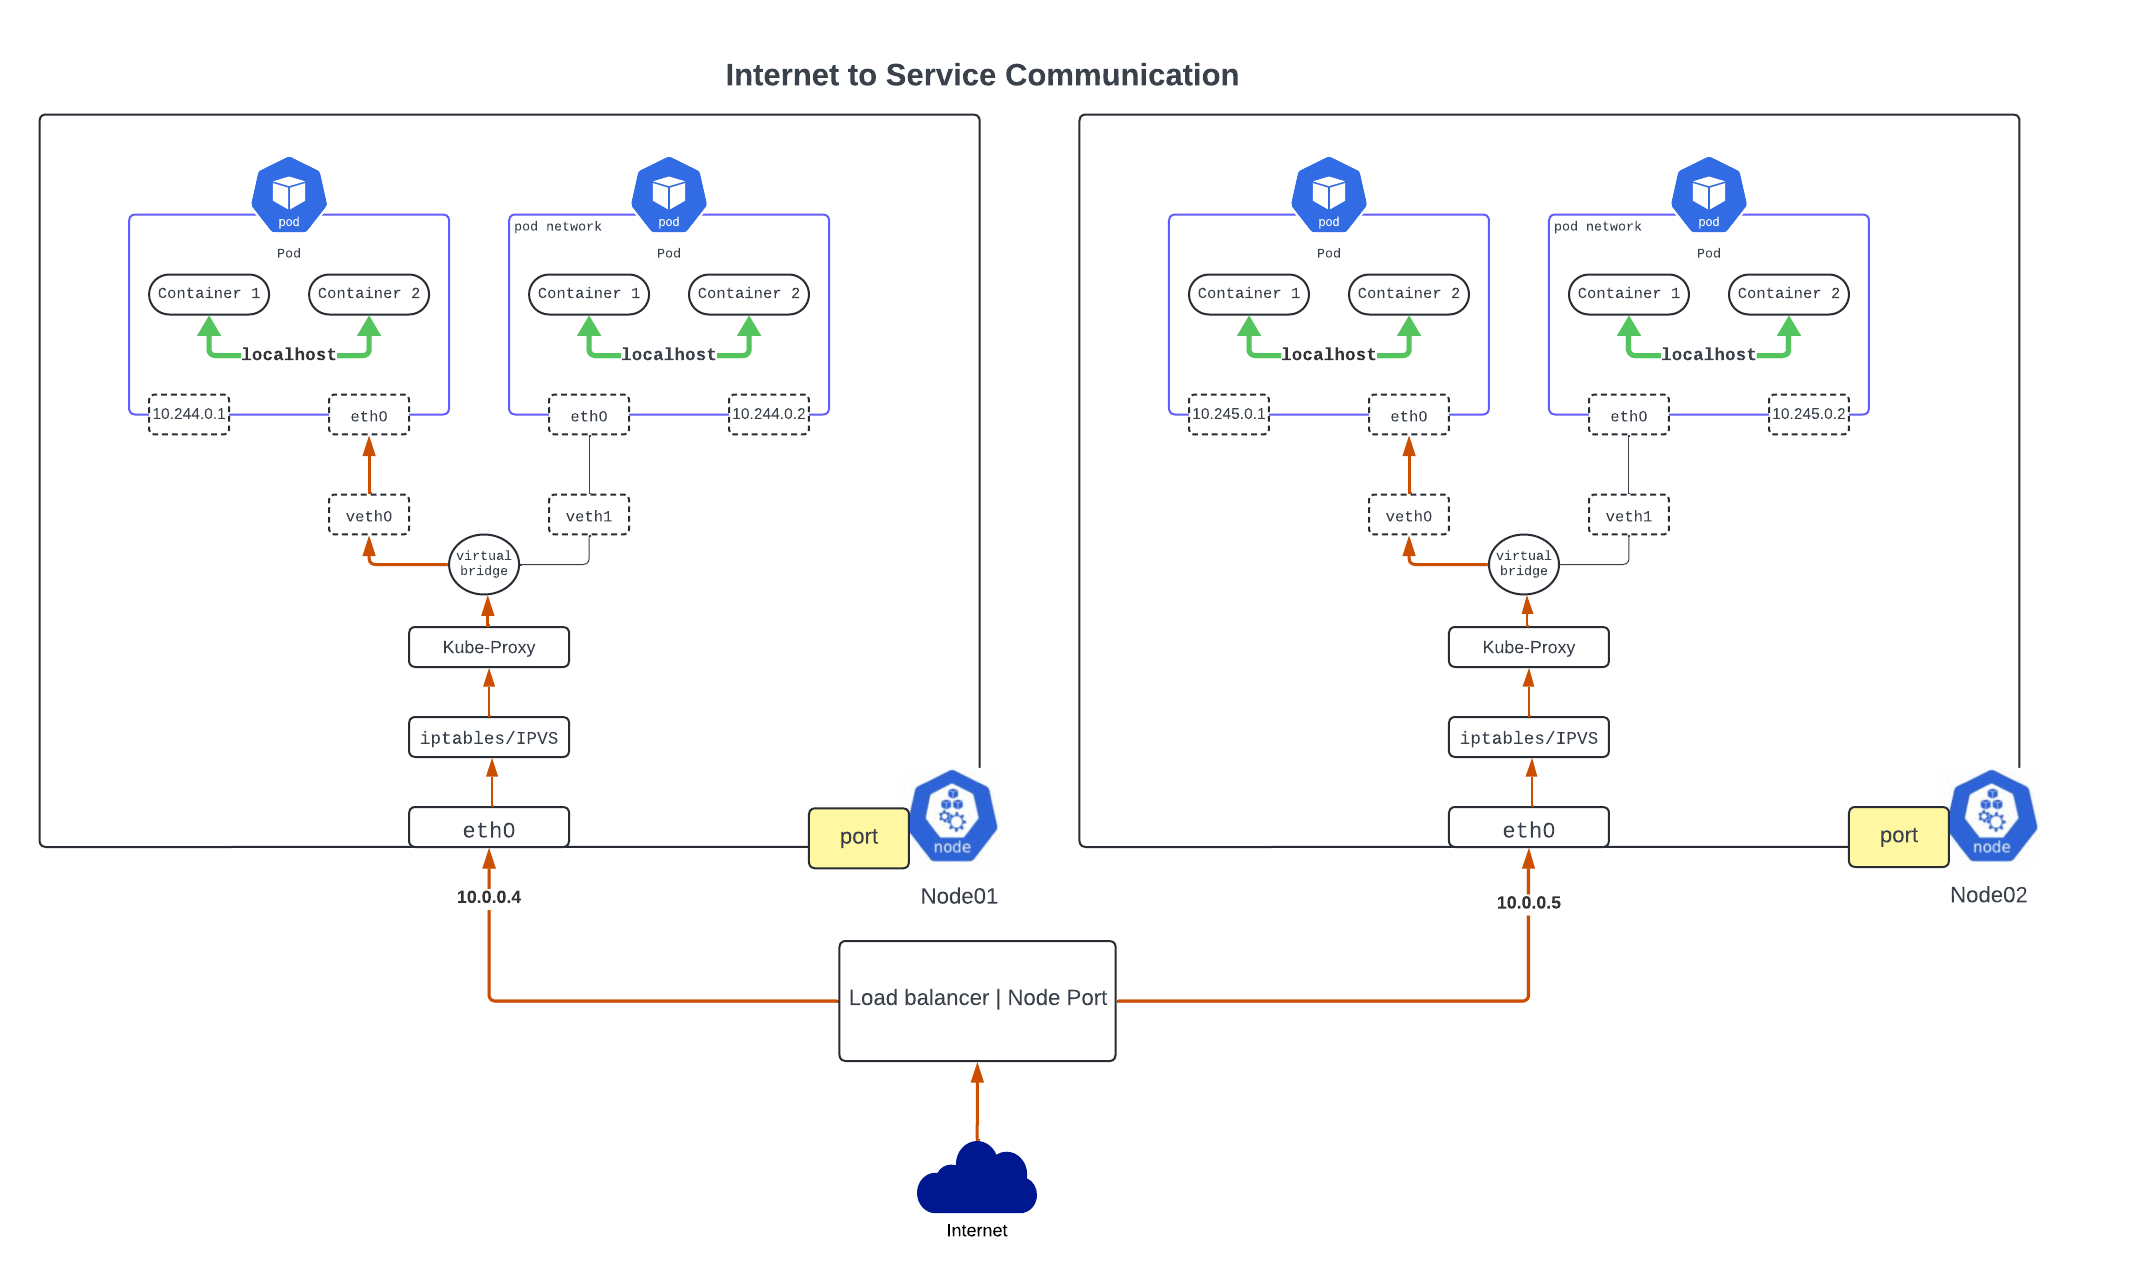 Internet to Service Communication
pod
Pod
Container 1
Container 2
localhost
10.244.0.1
eth0
veth0
pod
pod network
Pod
Container 1
Container 2
localhost
eth0
10.244.0.2
veth1
virtual
bridge
Kube-Proxy
iptables/IPVS
eth0
port
node
Node01
10.0.0.4
pod
Pod
Container 1
Container 2
localhost
10.245.0.1
eth0
veth0
pod
pod network
Pod
Container 1
Container 2
localhost
eth0
10.245.0.2
veth1
virtual
bridge
Kube-Proxy
iptables/IPVS
eth0
port
node
Node02
10.0.0.5
Load balancer | Node Port
Internet